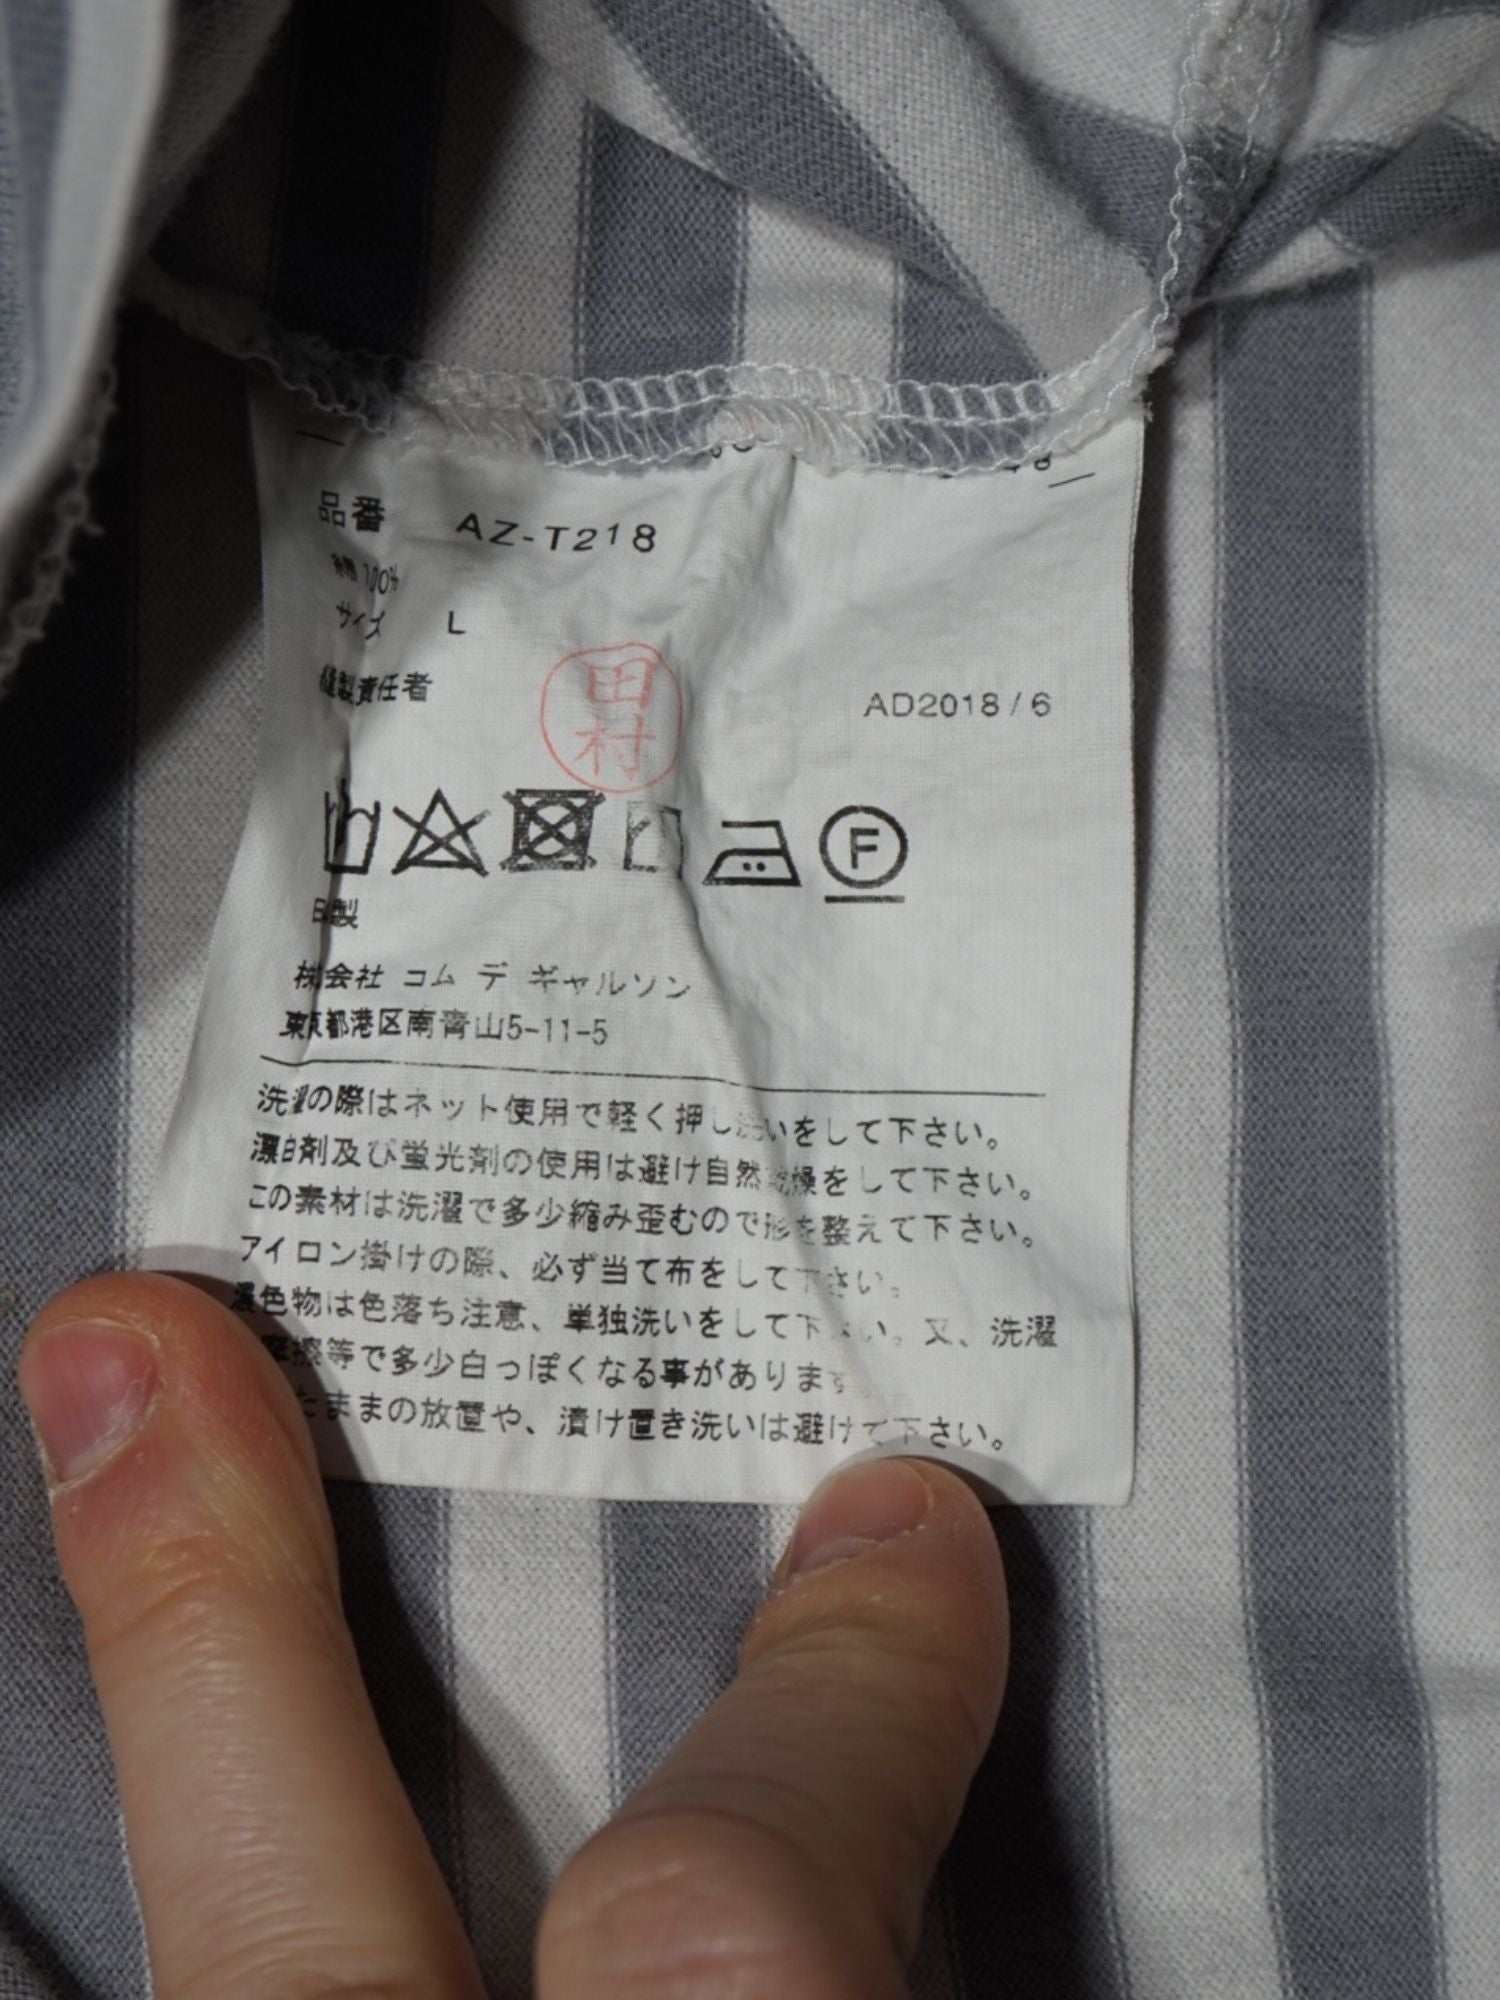 品番 AZ-T218
綿 100%
サイズ L
縫製責任者 田村 AD2018/6
F
株式会社 コム デ ギャルソン
東京都港区南青山5-11-5
洗濯の際はネット使用で軽く押し洗いをして下さい。
漂白剤及び蛍光剤の使用は避け自然乾燥をして下さい。
この素材は洗濯で多少縮み歪むので形を整えて下さい。
アイロン掛けの際、必ず当て布をして下さい。
濃色物は色落ち注意、単独洗いをして下さい。又、洗濯
摩擦等で多少白っぽくなる事があります
たままの放置や、漬け置き洗いは避けて下さい。